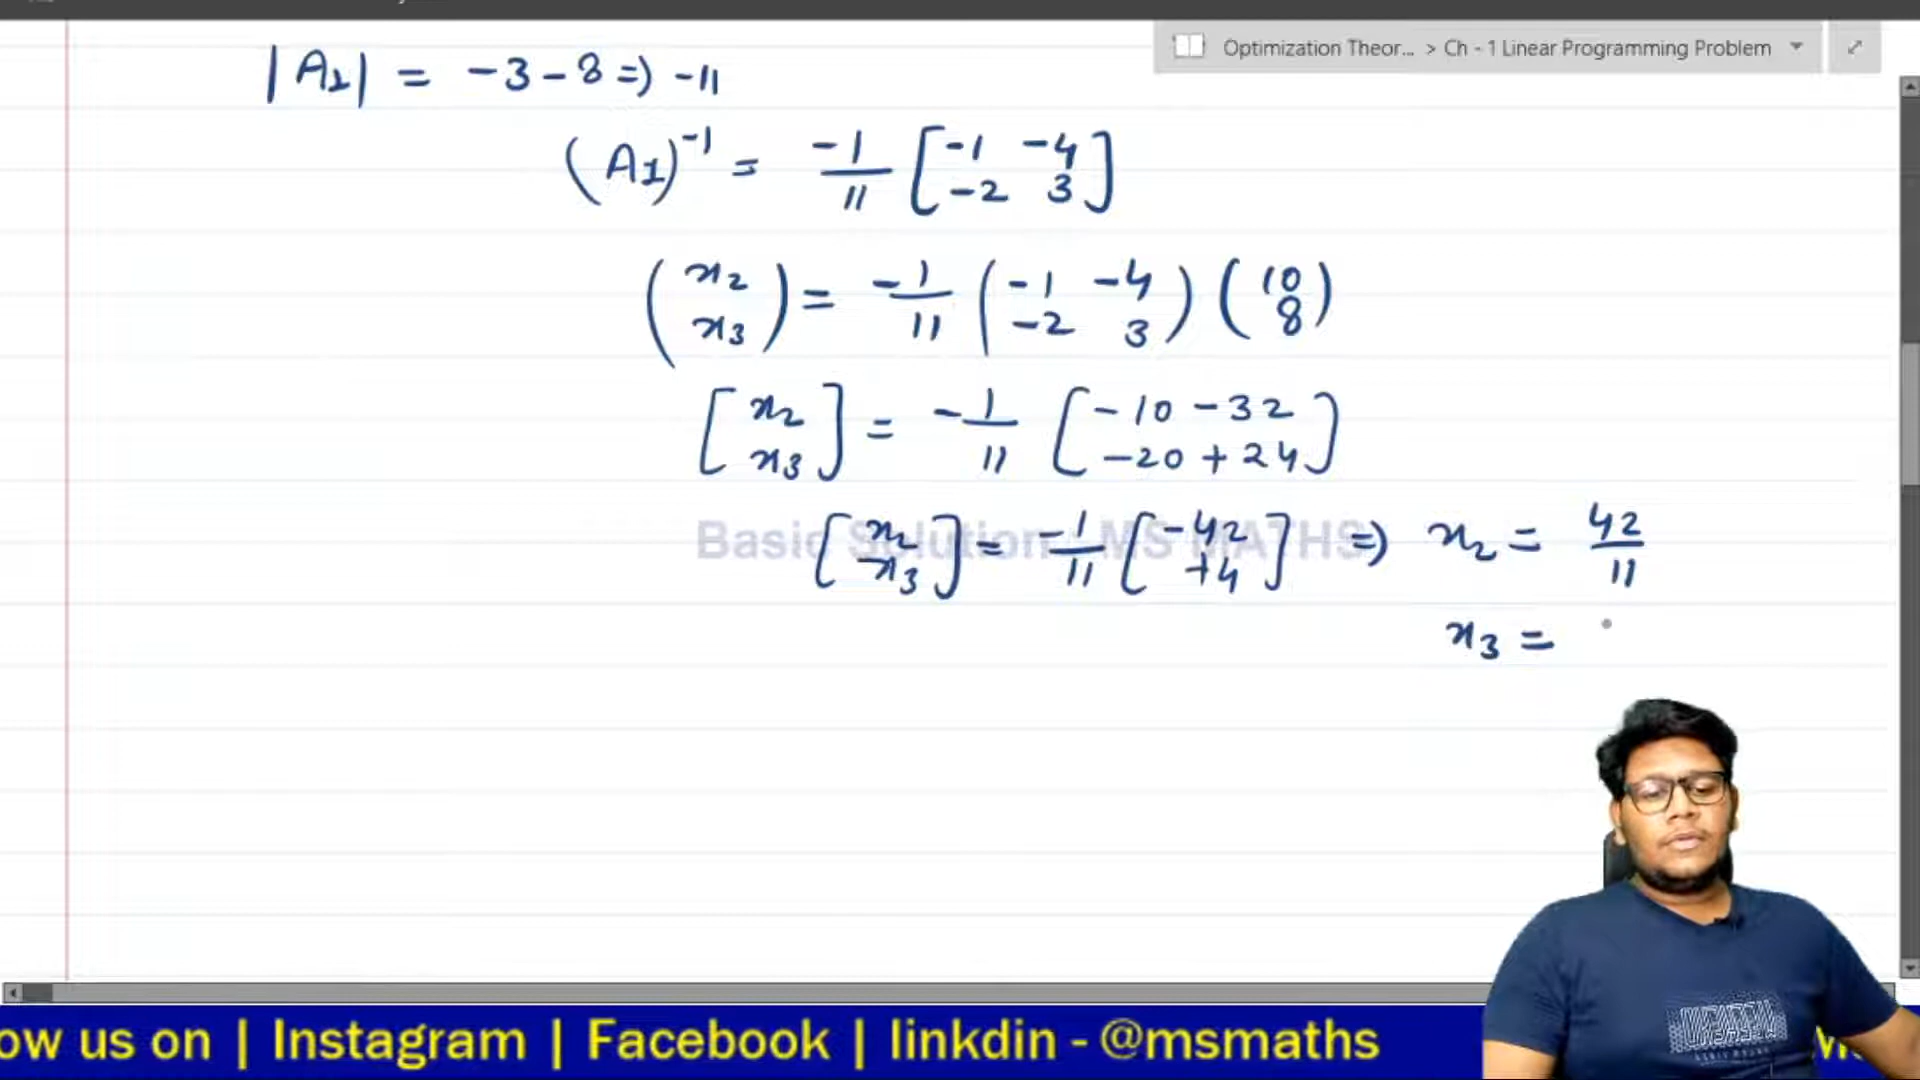 Optimization Theor... > Ch - 1 Linear Programming Problem
|A1| = -3 - 8 => -11
(A1)^-1 = -1/11 [-1 -4
-2 3]
(x2
x3) = -1/11 (-1 -4
-2 3) (10
8)
[x2
x3] = -1/11 [-10 - 32
-20 + 24]
Basic Solution MS MATHS
[x2
x3] = -1/11 [-42
+4] => x2 = 42/11
x3 =
ow us on | Instagram | Facebook | linkdin - @msmaths